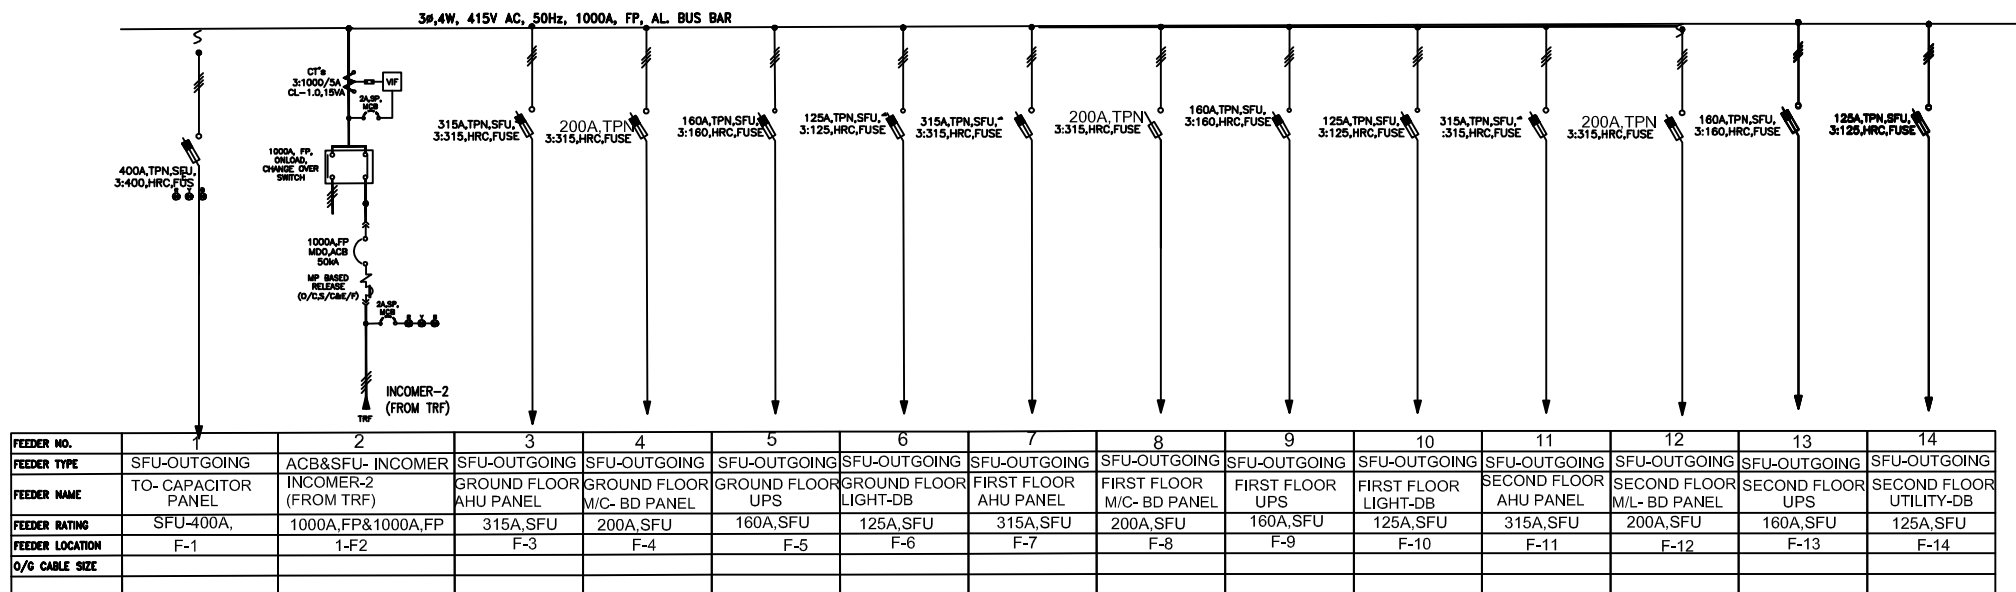 3ø,4W, 415V AC, 50Hz, 1000A, FP, AL. BUS BAR
CT's
3:1000/5A
CL-1.0,15VA
VIF
2A,SP,
MCB
1000A, FP,
ONLOAD,
CHANGE OVER
SWITCH
1000A,FP
MDO,ACB
50kA
MP BASED
RELEASE
(O/C,S/C&E/F)
2A,SP,
MCB
R Y B
INCOMER-2
(FROM TRF)
TRF
400A,TPN,SFU,
3:400,HRC,FUS
R Y B
315A,TPN,SFU,
3:315,HRC,FUSE
200A,TPN
3:315,HRC,FUSE
160A,TPN,SFU,
3:160,HRC,FUSE
125A,TPN,SFU,
3:125,HRC,FUSE
315A,TPN,SFU,
3:315,HRC,FUSE
200A,TPN
3:315,HRC,FUSE
160A,TPN,SFU,
3:160,HRC,FUSE
125A,TPN,SFU,
3:125,HRC,FUSE
315A,TPN,SFU,
:315,HRC,FUSE
200A,TPN
3:315,HRC,FUSE
160A,TPN,SFU,
3:160,HRC,FUSE
125A,TPN,SFU,
3:125,HRC,FUSE
FEEDER NO. 1 2 3 4 5 6 7 8 9 10 11 12 13 14
FEEDER TYPE SFU-OUTGOING ACB&SFU- INCOMER SFU-OUTGOING SFU-OUTGOING SFU-OUTGOING SFU-OUTGOING SFU-OUTGOING SFU-OUTGOING SFU-OUTGOING SFU-OUTGOING SFU-OUTGOING SFU-OUTGOING SFU-OUTGOING SFU-OUTGOING
FEEDER NAME
TO- CAPACITOR
PANEL
INCOMER-2
(FROM TRF)
GROUND FLOOR
AHU PANEL
GROUND FLOOR
M/C- BD PANEL
GROUND FLOOR
UPS
GROUND FLOOR
LIGHT-DB
FIRST FLOOR
AHU PANEL
FIRST FLOOR
M/C- BD PANEL
FIRST FLOOR
UPS
FIRST FLOOR
LIGHT-DB
SECOND FLOOR
AHU PANEL
SECOND FLOOR
M/L- BD PANEL
SECOND FLOOR
UPS
SECOND FLOOR
UTILITY-DB
FEEDER RATING SFU-400A, 1000A,FP&1000A,FP 315A,SFU 200A,SFU 160A,SFU 125A,SFU 315A,SFU 200A,SFU 160A,SFU 125A,SFU 315A,SFU 200A,SFU 160A,SFU 125A,SFU
FEEDER LOCATION F-1 1-F2 F-3 F-4 F-5 F-6 F-7 F-8 F-9 F-10 F-11 F-12 F-13 F-14
O/G CABLE SIZE